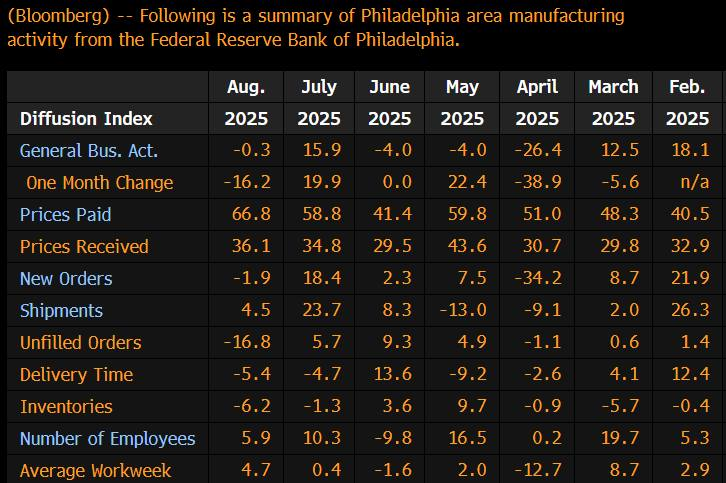 (Bloomberg) -- Following is a summary of Philadelphia area manufacturing
activity from the Federal Reserve Bank of Philadelphia.
Aug. July June May April March Feb.
Diffusion Index 2025 2025 2025 2025 2025 2025 2025
General Bus. Act. -0.3 15.9 -4.0 -4.0 -26.4 12.5 18.1
One Month Change -16.2 19.9 0.0 22.4 -38.9 -5.6 n/a
Prices Paid 66.8 58.8 41.4 59.8 51.0 48.3 40.5
Prices Received 36.1 34.8 29.5 43.6 30.7 29.8 32.9
New Orders -1.9 18.4 2.3 7.5 -34.2 8.7 21.9
Shipments 4.5 23.7 8.3 -13.0 -9.1 2.0 26.3
Unfilled Orders -16.8 5.7 9.3 4.9 -1.1 0.6 1.4
Delivery Time -5.4 -4.7 13.6 -9.2 -2.6 4.1 12.4
Inventories -6.2 -1.3 3.6 9.7 -0.9 -5.7 -0.4
Number of Employees 5.9 10.3 -9.8 16.5 0.2 19.7 5.3
Average Workweek 4.7 0.4 -1.6 2.0 -12.7 8.7 2.9